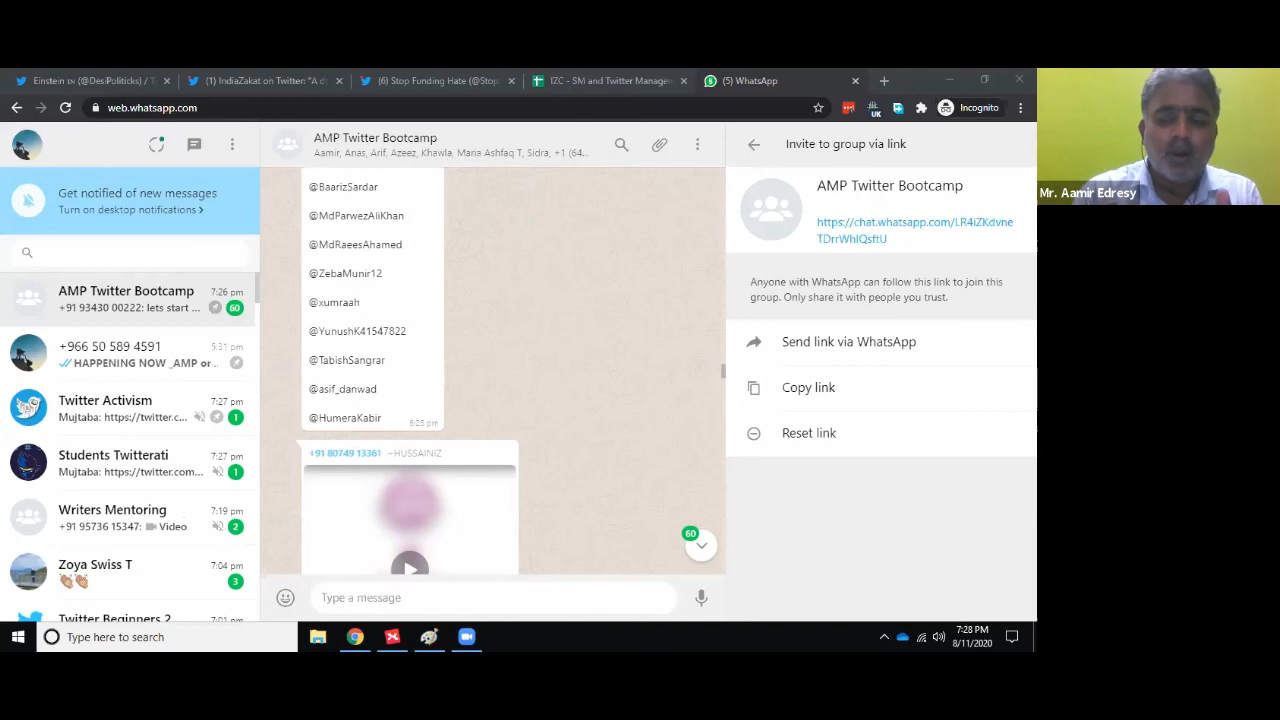 Einstein IEN (@DesiPoliticks) / T
(1) IndiaZakat on Twitter: "A d
(6) Stop Funding Hate (@Stop
IZC - SM and Twitter Manage
(5) WhatsApp
web.whatsapp.com
UK
Incognito
Get notified of new messages
Turn on desktop notifications >
AMP Twitter Bootcamp
7:26 pm
+91 93430 00222: lets start ...
60
+966 50 589 4591
5:31 pm
HAPPENING NOW _AMP or...
Twitter Activism
7:27 pm
Mujtaba: https://twitter.c...
1
Students Twitterati
7:27 pm
Mujtaba: https://twitter.com...
1
Writers Mentoring
7:19 pm
+91 95736 15347: Video
2
Zoya Swiss T
7:04 pm
3
Twitter Beginners 2
7:01 pm
AMP Twitter Bootcamp
Aamir, Anas, Arif, Azeez, Khawla, Maria Ashfaq T, Sidra, +1 (64...
@BaarizSardar
@MdParwezAliKhan
@MdRaeesAhamed
@ZebaMunir12
@xumraah
@YunushK41547822
@TabishSangrar
@asif_danwad
@HumeraKabir
6:25 pm
+91 80749 13361 ~HUSSAINIZ
60
Type a message
Invite to group via link
AMP Twitter Bootcamp
https://chat.whatsapp.com/LR4iZKdvne
TDrrWhIQsftU
Anyone with WhatsApp can follow this link to join this
group. Only share it with people you trust.
Send link via WhatsApp
Copy link
Reset link
Mr. Aamir Edresy
Type here to search
7:28 PM
8/11/2020